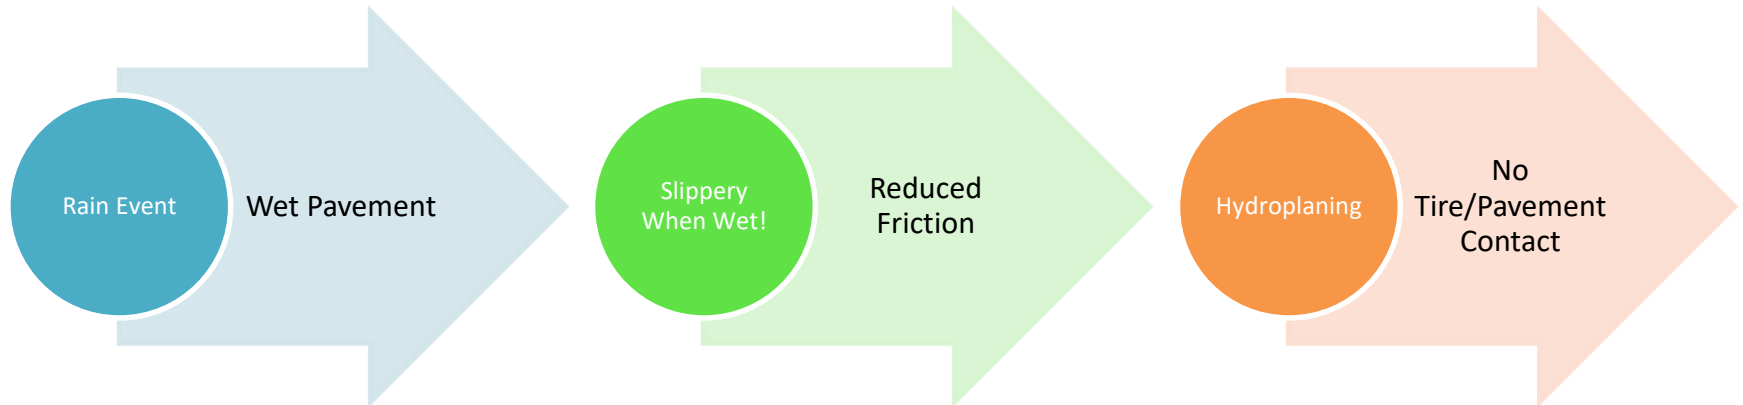 Rain Event
Wet Pavement
Slippery
When Wet!
Reduced
Friction
Hydroplaning
No
Tire/Pavement
Contact